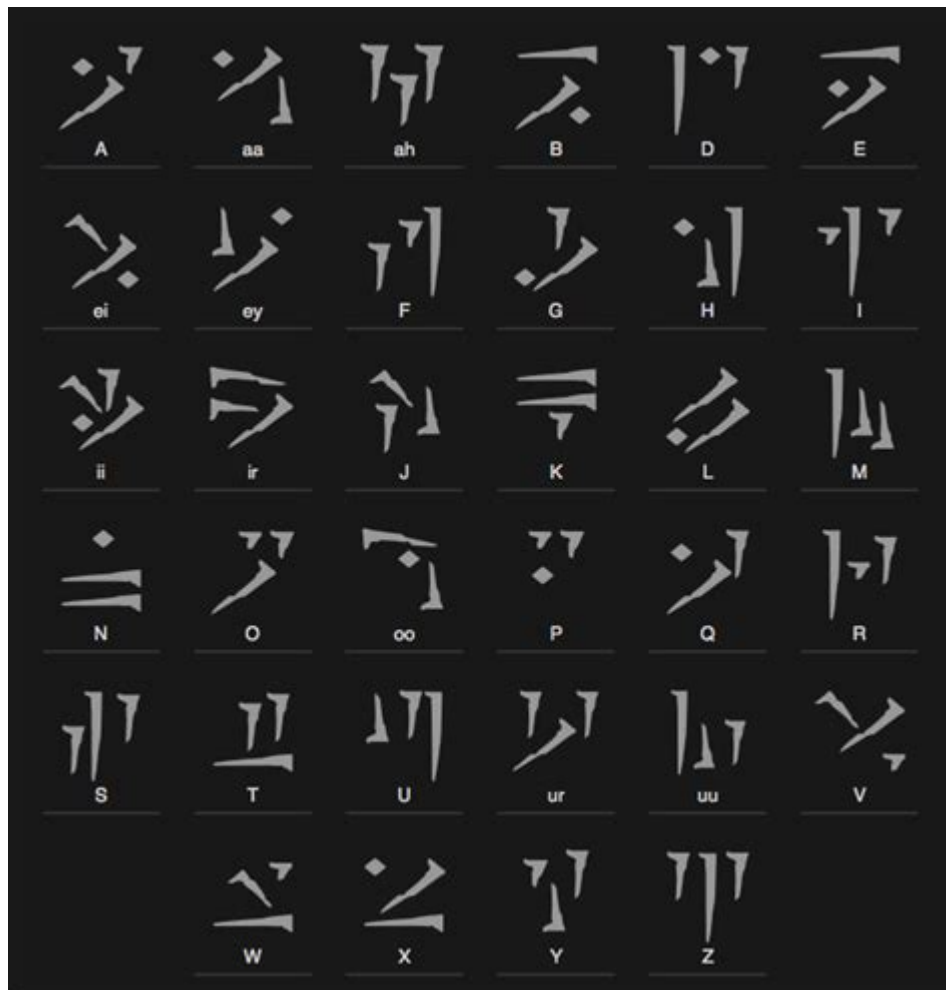 A aa ah B D E
ei ey F G H I
ii ir J K L M
N O oo P Q R
S T U ur uu V
W X Y Z